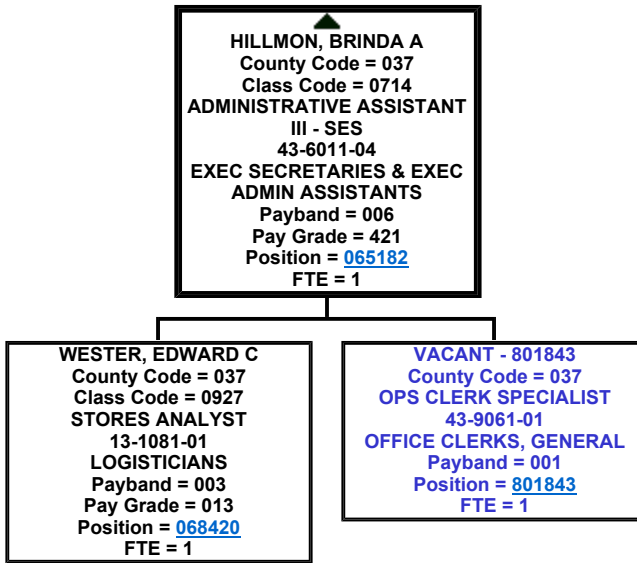 HILLMON, BRINDA A
County Code = 037
Class Code = 0714
ADMINISTRATIVE ASSISTANT
III - SES
43-6011-04
EXEC SECRETARIES & EXEC
ADMIN ASSISTANTS
Payband = 006
Pay Grade = 421
Position = 065182
FTE = 1
WESTER, EDWARD C
County Code = 037
Class Code = 0927
STORES ANALYST
13-1081-01
LOGISTICIANS
Payband = 003
Pay Grade = 013
Position = 068420
FTE = 1
VACANT - 801843
County Code = 037
OPS CLERK SPECIALIST
43-9061-01
OFFICE CLERKS, GENERAL
Payband = 001
Position = 801843
FTE = 1